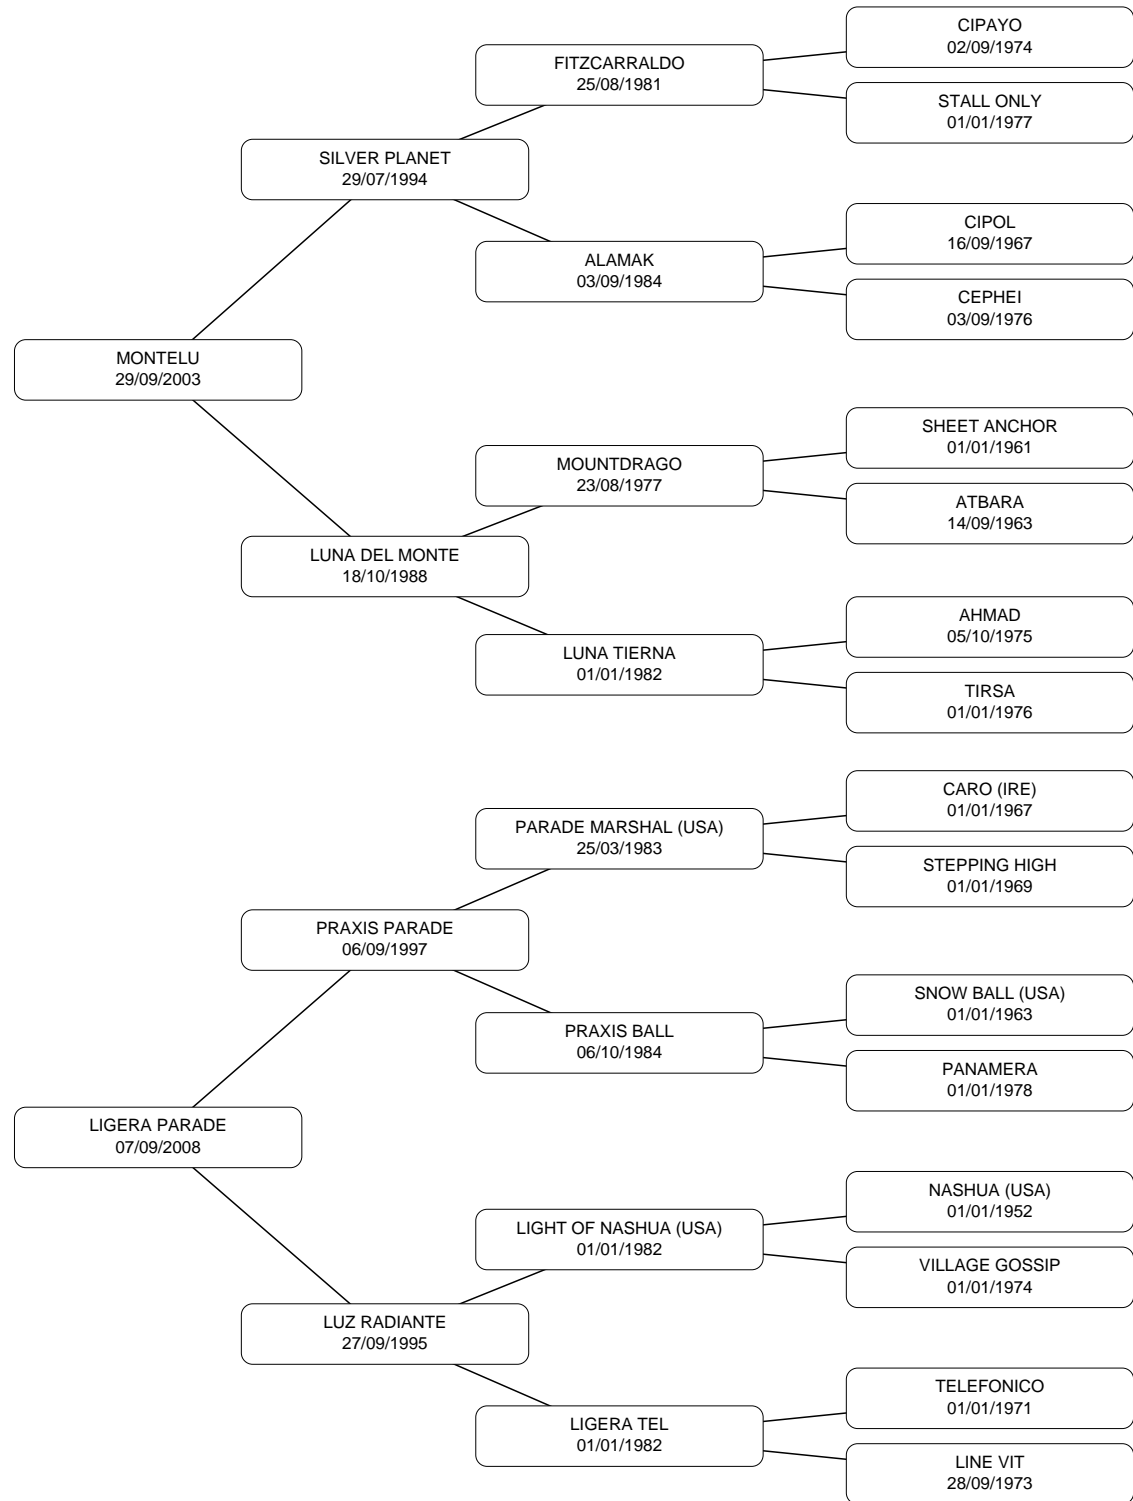 CIPAYO
02/09/1974
FITZCARRALDO
25/08/1981
STALL ONLY
01/01/1977
SILVER PLANET
29/07/1994
CIPOL
16/09/1967
ALAMAK
03/09/1984
CEPHEI
03/09/1976
MONTELU
29/09/2003
SHEET ANCHOR
01/01/1961
MOUNTDRAGO
23/08/1977
ATBARA
14/09/1963
LUNA DEL MONTE
18/10/1988
AHMAD
05/10/1975
LUNA TIERNA
01/01/1982
TIRSA
01/01/1976
CARO (IRE)
01/01/1967
PARADE MARSHAL (USA)
25/03/1983
STEPPING HIGH
01/01/1969
PRAXIS PARADE
06/09/1997
SNOW BALL (USA)
01/01/1963
PRAXIS BALL
06/10/1984
PANAMERA
01/01/1978
LIGERA PARADE
07/09/2008
NASHUA (USA)
01/01/1952
LIGHT OF NASHUA (USA)
01/01/1982
VILLAGE GOSSIP
01/01/1974
LUZ RADIANTE
27/09/1995
TELEFONICO
01/01/1971
LIGERA TEL
01/01/1982
LINE VIT
28/09/1973